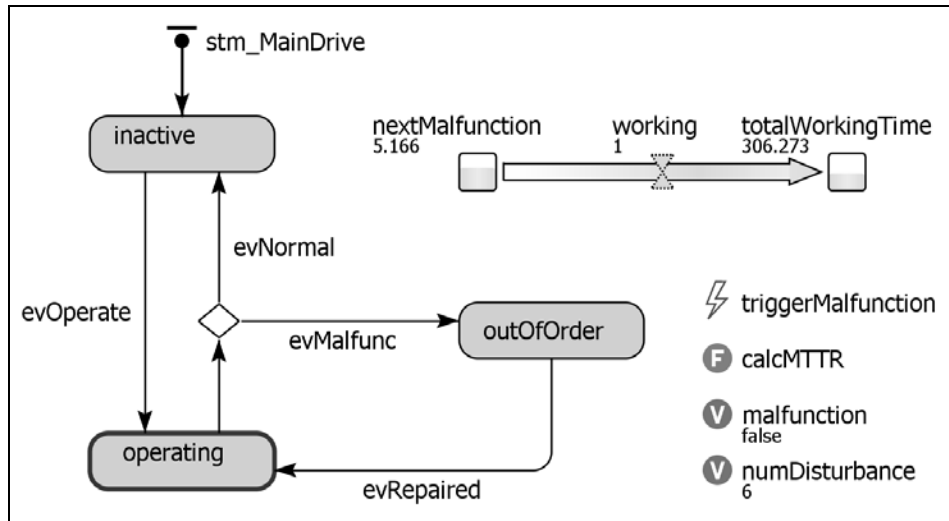 stm_MainDrive
inactive
nextMalfunction
5.166
working
1
totalWorkingTime
306.273
evNormal
evOperate
evMalfunc
outOfOrder
operating
evRepaired
triggerMalfunction
F calcMTTR
V malfunction
false
V numDisturbance
6